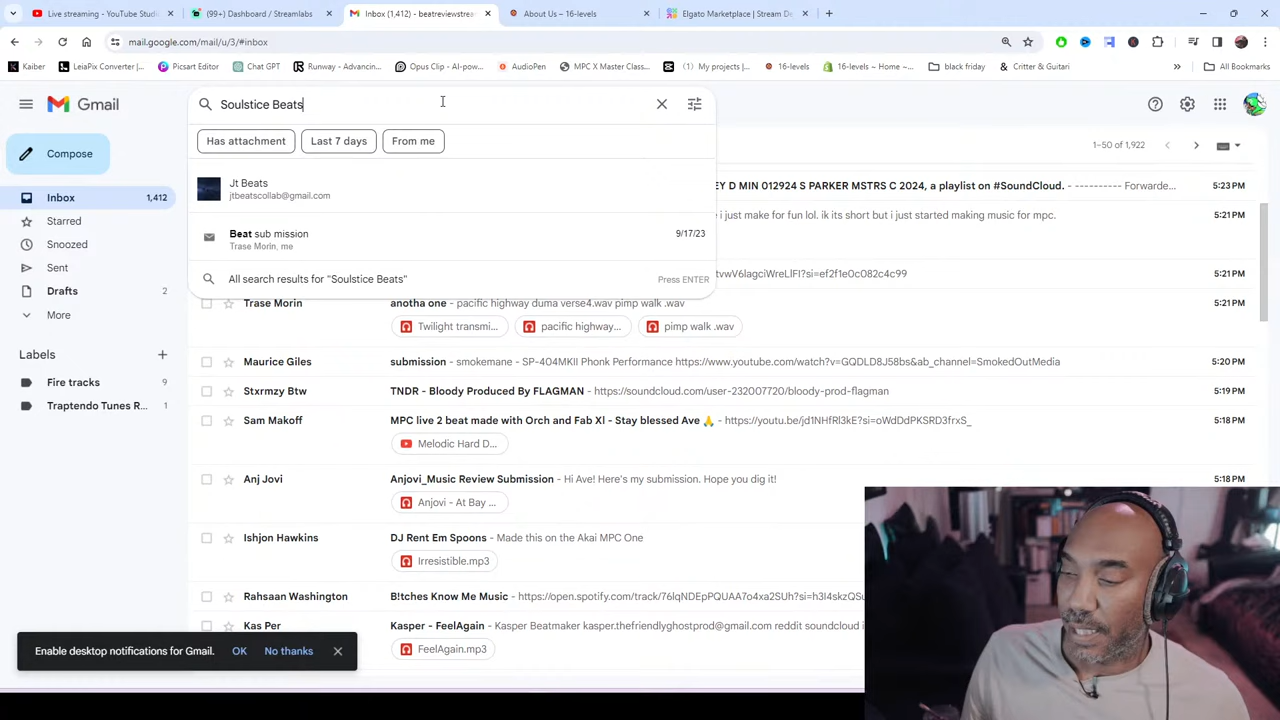 Live streaming - YouTube Studio
(99+) Dashboard / Streamlabs
Inbox (1,412) - beatreviewstrea
About Us – 16-levels
Elgato Marketplace | Stream De
mail.google.com/mail/u/3/#inbox
Kaiber
LeiaPix Converter |...
Picsart Editor
Chat GPT
Runway - Advancin...
Opus Clip - AI-pow...
AudioPen
MPC X Master Class...
(1) My projects |...
16-levels
16-levels ~ Home ~...
black friday
Critter & Guitari
All Bookmarks
Gmail
Soulstice Beats
Has attachment
Last 7 days
From me
1–50 of 1,922
Compose
Jt Beats
jtbeatscollab@gmail.com
Y D MIN 012924 S PARKER MSTRS C 2024, a playlist on #SoundCloud. - ---------- Forwarde...
5:23 PM
Inbox
1,412
Starred
i just make for fun lol. ik its short but i just started making music for mpc.
5:21 PM
Snoozed
Beat sub mission
9/17/23
Trase Morin, me
Sent
All search results for "Soulstice Beats"
Press ENTER
tvwV6lagciWreLlFI?si=ef2f1e0c082c4c99
5:21 PM
Drafts
2
Trase Morin
anotha one - pacific highway duma verse4.wav pimp walk .wav
5:21 PM
More
Twilight transmi...
pacific highway...
pimp walk .wav
Labels
Maurice Giles
submission - smokemane - SP-404MKII Phonk Performance https://www.youtube.com/watch?v=GQDLD8J58bs&ab_channel=SmokedOutMedia
5:20 PM
Fire tracks
9
Stxrmzy Btw
TNDR - Bloody Produced By FLAGMAN - https://soundcloud.com/user-232007720/bloody-prod-flagman
5:19 PM
Traptendo Tunes R...
1
Sam Makoff
MPC live 2 beat made with Orch and Fab Xl - Stay blessed Ave 🙏 - https://youtu.be/jd1NHfRl3kE?si=oWdDdPKSRD3frxS_
5:18 PM
Melodic Hard D...
Anj Jovi
Anjovi_Music Review Submission - Hi Ave! Here's my submission. Hope you dig it!
5:18 PM
Anjovi - At Bay ...
Ishjon Hawkins
DJ Rent Em Spoons - Made this on the Akai MPC One
Irresistible.mp3
Rahsaan Washington
B!tches Know Me Music - https://open.spotify.com/track/76lqNDEpPQUAA7o4xa2SUh?si=h3I4skzQSu
Kas Per
Kasper - FeelAgain - Kasper Beatmaker kasper.thefriendlyghostprod@gmail.com reddit soundcloud i
FeelAgain.mp3
Enable desktop notifications for Gmail.
OK
No thanks